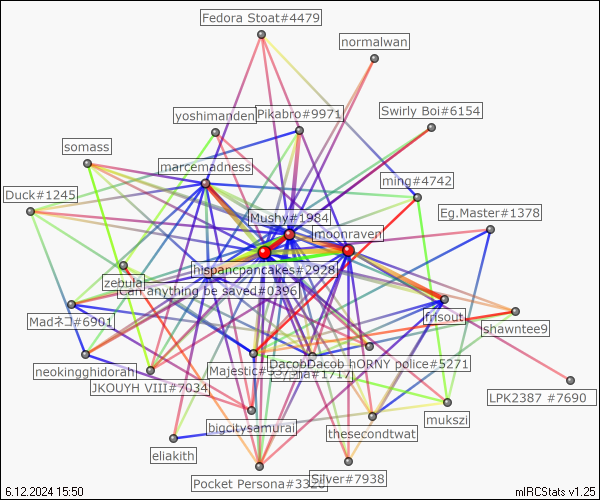 Fedora Stoat#4479
normalwan
yoshimanden
Pikabro#9971
Swirly Boi#6154
somass
marcemadness
ming#4742
Duck#1245
Eg.Master#1378
Mushy#1984
moonraven
hispancpancakes#2928
zebula
can anything be saved#0396
Madネコ#6901
frisout
shawntee9
neokingghidorah
Majestic#5375
DacobDacob hORNY police#5271
#1717
JKOUYH VIII#7034
LPK2387 #7690
bigcitysamurai
thesecondtwat
mukszi
eliakith
Pocket Persona#3326
Silver#7938
6.12.2024 15:50
mIRCStats v1.25